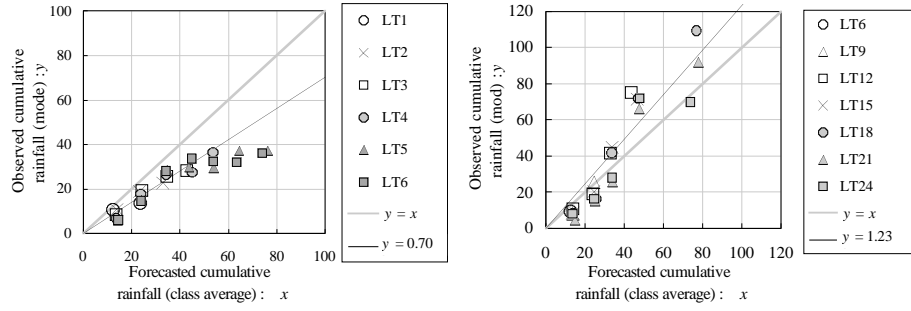 100
80
60
40
20
0
0 20 40 60 80 100
Observed cumulative
rainfall (mode) : y
Forecasted cumulative
rainfall (class average) : x
LT1
LT2
LT3
LT4
LT5
LT6
y = x
y = 0.70
120
100
80
60
40
20
0
0 20 40 60 80 100 120
Observed cumulative
rainfall (mod) : y
Forecasted cumulative
rainfall (class average) : x
LT6
LT9
LT12
LT15
LT18
LT21
LT24
y = x
y = 1.23